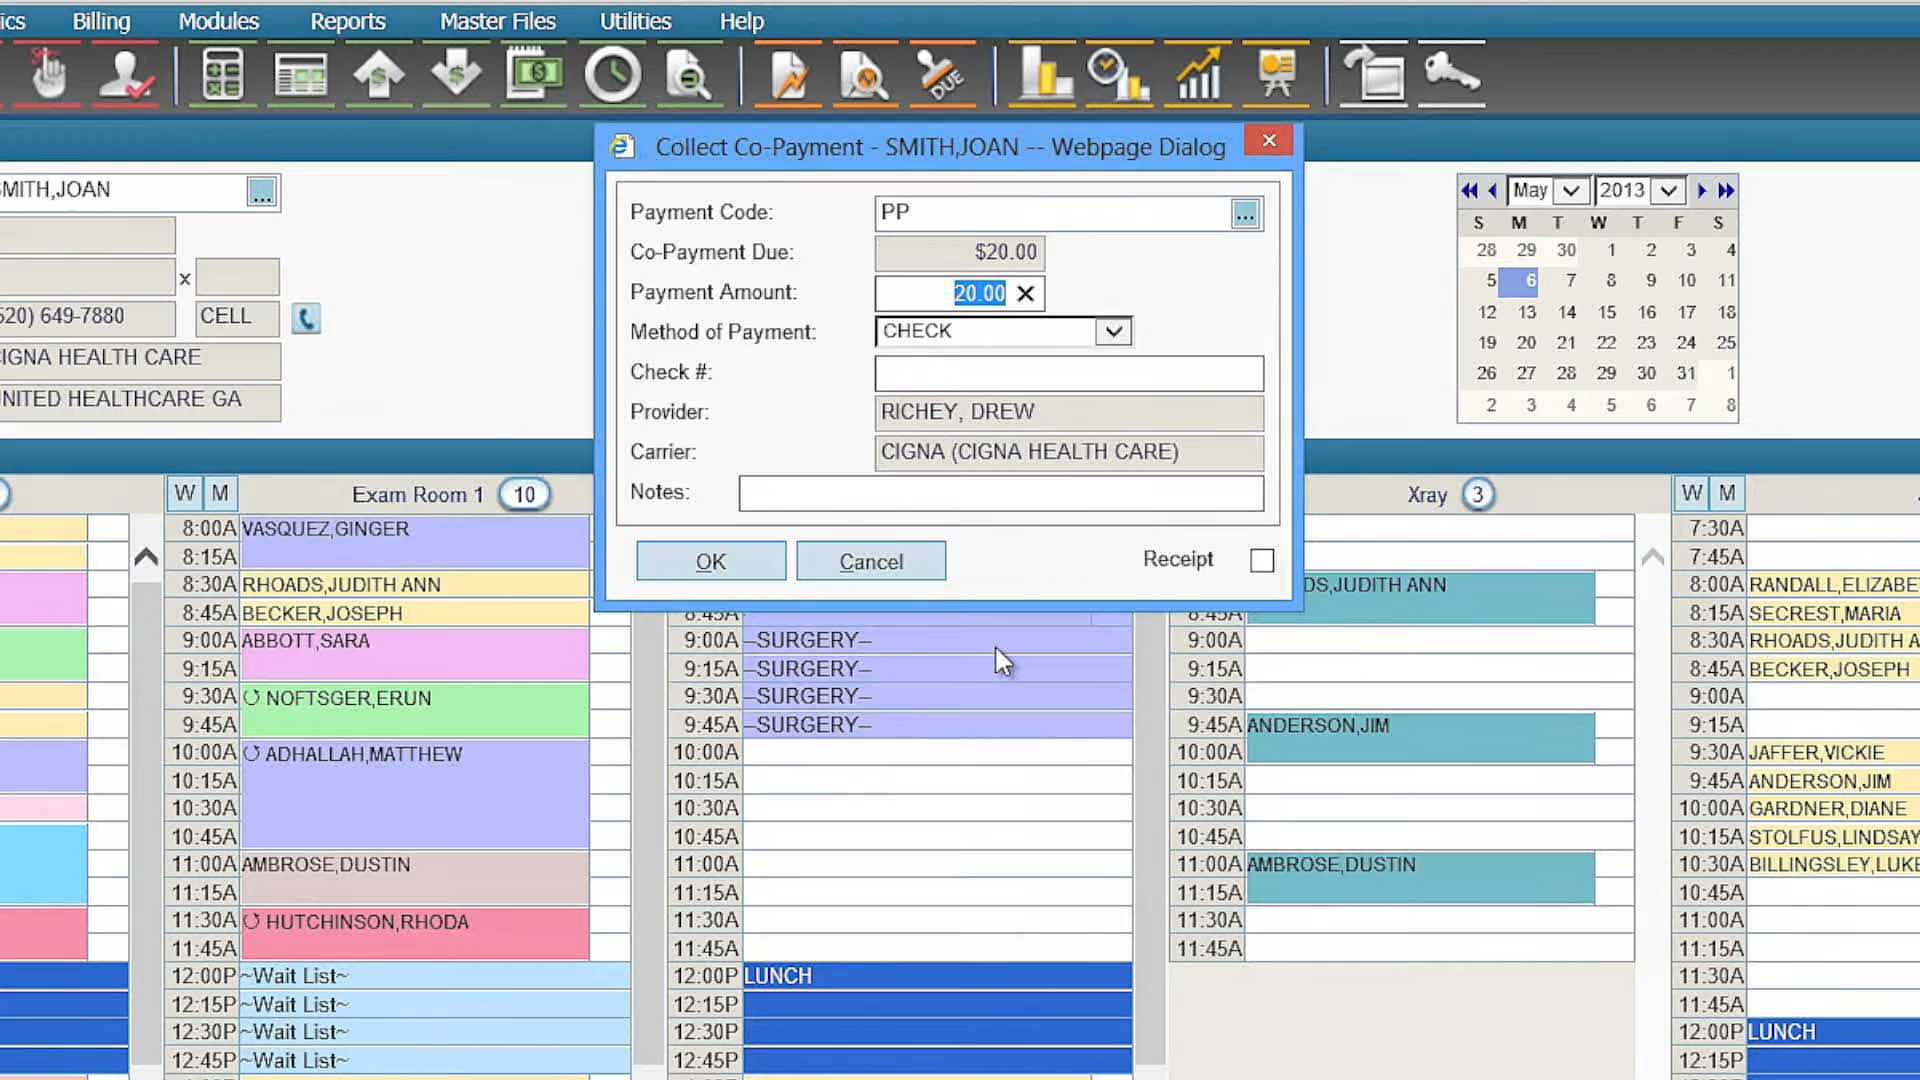 ics Billing Modules Reports Master Files Utilities Help
DUE
Collect Co-Payment - SMITH,JOAN -- Webpage Dialog
SMITH,JOAN ...
x
520) 649-7880 CELL
CIGNA HEALTH CARE
UNITED HEALTHCARE GA
Payment Code: PP ...
Co-Payment Due: $20.00
Payment Amount: 20.00
Method of Payment: CHECK
Check #:
Provider: RICHEY, DREW
Carrier: CIGNA (CIGNA HEALTH CARE)
Notes:
OK Cancel Receipt
May 2013
S M T W T F S
28 29 30 1 2 3 4
5 6 7 8 9 10 11
12 13 14 15 16 17 18
19 20 21 22 23 24 25
26 27 28 29 30 31 1
2 3 4 5 6 7 8
W M Exam Room 1 10
8:00A VASQUEZ,GINGER
8:15A
8:30A RHOADS,JUDITH ANN
8:45A BECKER,JOSEPH
9:00A ABBOTT,SARA
9:15A
9:30A NOFTSGER,ERUN
9:45A
10:00A ADHALLAH,MATTHEW
10:15A
10:30A
10:45A
11:00A AMBROSE,DUSTIN
11:15A
11:30A HUTCHINSON,RHODA
11:45A
12:00P ~Wait List~
12:15P ~Wait List~
12:30P ~Wait List~
12:45P ~Wait List~
8:45A
9:00A --SURGERY--
9:15A --SURGERY--
9:30A --SURGERY--
9:45A --SURGERY--
10:00A
10:15A
10:30A
10:45A
11:00A
11:15A
11:30A
11:45A
12:00P LUNCH
12:15P
12:30P
12:45P
Xray 3
DS,JUDITH ANN
8:45A
9:00A
9:15A
9:30A
9:45A ANDERSON,JIM
10:00A
10:15A
10:30A
10:45A
11:00A AMBROSE,DUSTIN
11:15A
11:30A
11:45A
W M
7:30A
7:45A
8:00A RANDALL,ELIZABE
8:15A SECREST,MARIA
8:30A RHOADS,JUDITH A
8:45A BECKER,JOSEPH
9:00A
9:15A
9:30A JAFFER,VICKIE
9:45A ANDERSON,JIM
10:00A GARDNER,DIANE
10:15A STOLFUS,LINDSAY
10:30A BILLINGSLEY,LUKE
10:45A
11:00A
11:15A
11:30A
11:45A
12:00P LUNCH
12:15P